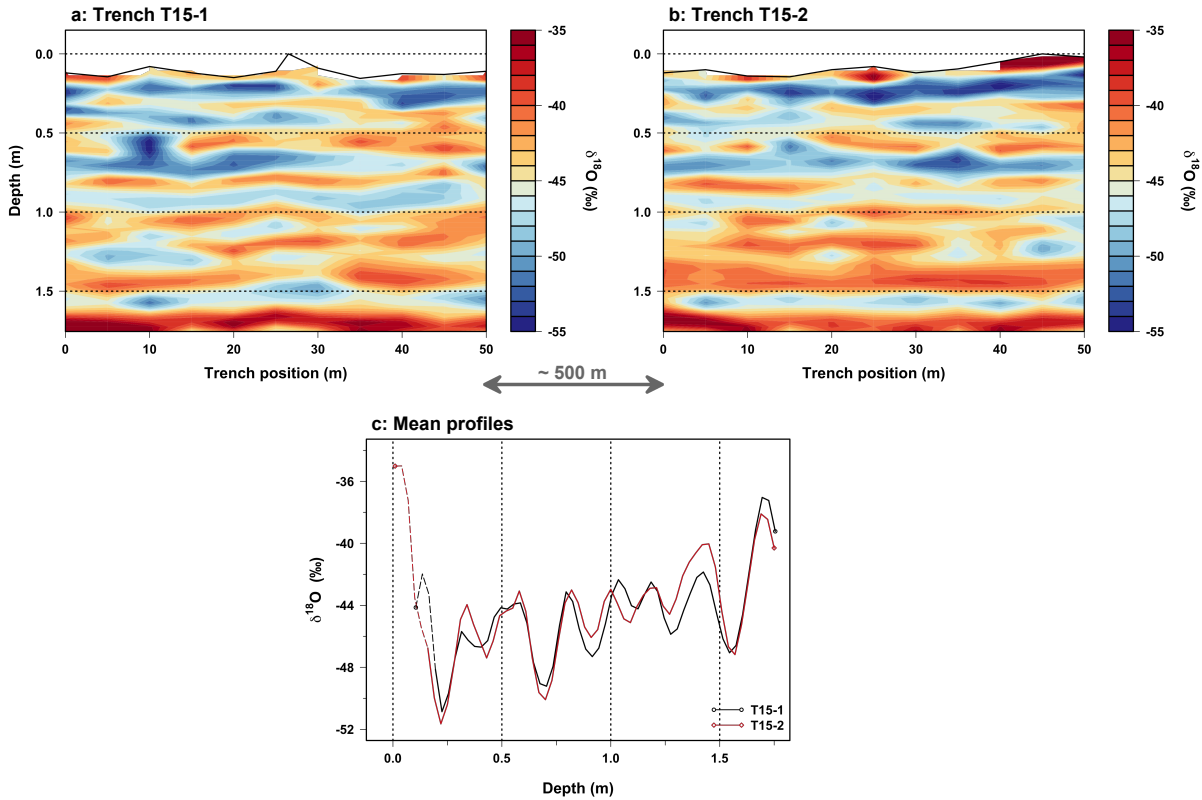 a: Trench T15-1
b: Trench T15-2
0.0
0.5
1.0
1.5
Depth (m)
0 10 20 30 40 50
Trench position (m)
-35
-40
-45
-50
-55
δ18O (‰)
0.0
0.5
1.0
1.5
0 10 20 30 40 50
Trench position (m)
-35
-40
-45
-50
-55
δ18O (‰)
~ 500 m
c: Mean profiles
-36
-40
-44
-48
-52
δ18O (‰)
0.0 0.5 1.0 1.5
Depth (m)
T15-1
T15-2